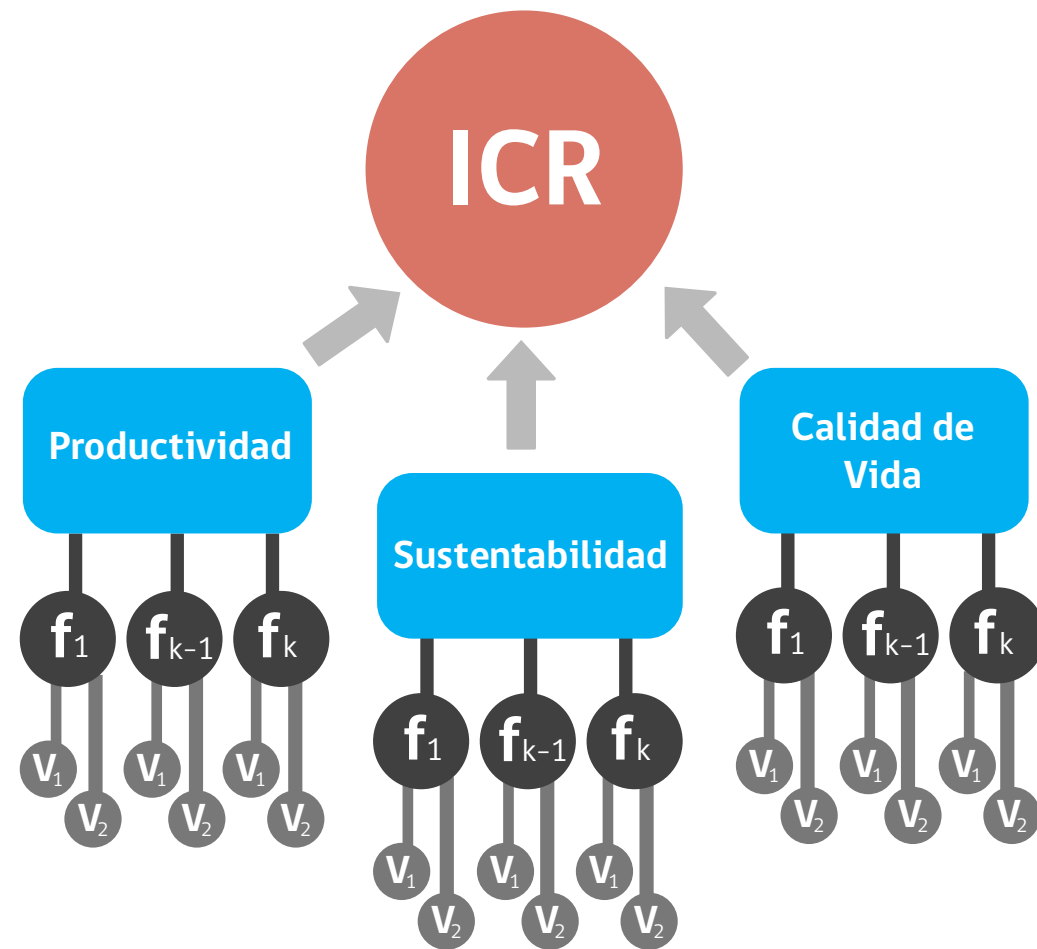 ICR
Productividad
Calidad de
Vida
Sustentabilidad
f1 fk-1 fk
f1 fk-1 fk
f1 fk-1 fk
V1 V1 V1
V2 V2 V2
V1 V1 V1
V2 V2 V2
V1 V1 V1
V2 V2 V2